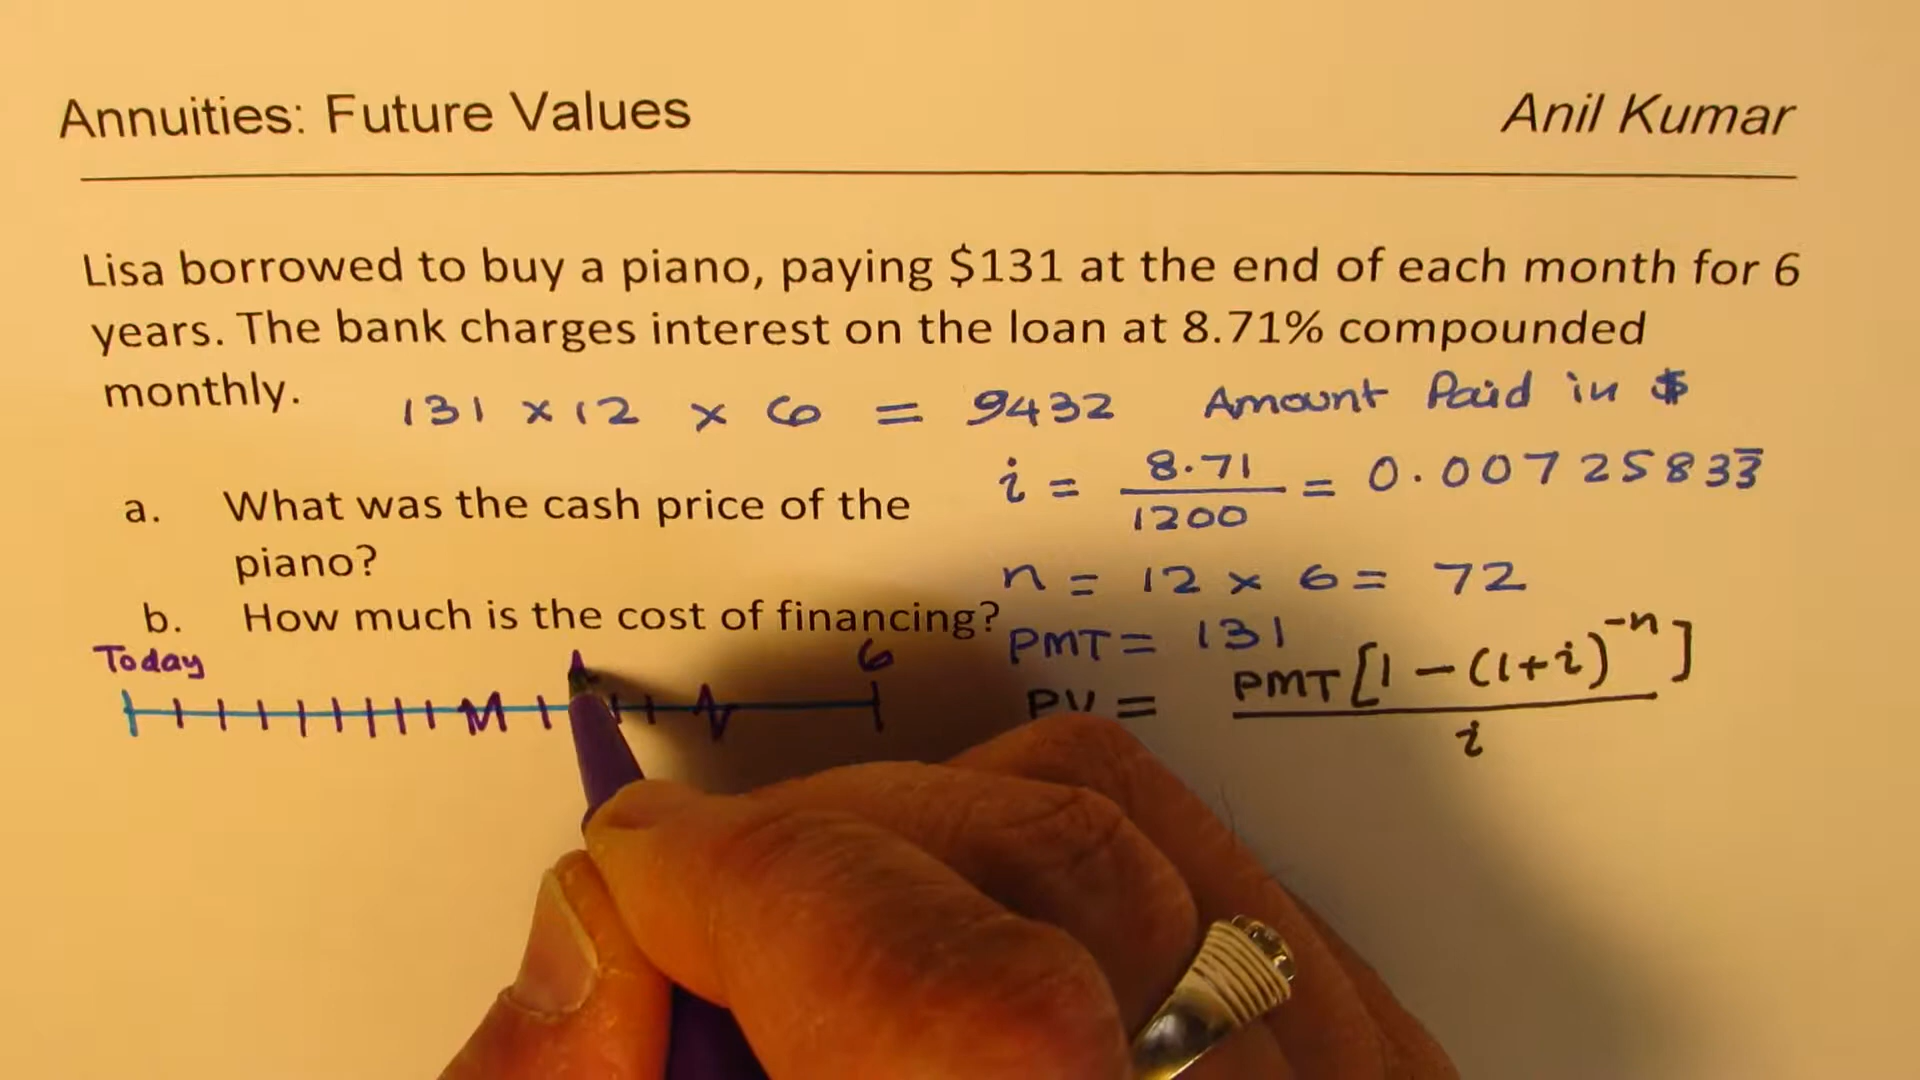 Annuities: Future Values Anil Kumar
Lisa borrowed to buy a piano, paying $131 at the end of each month for 6
years. The bank charges interest on the loan at 8.71% compounded
monthly.
131 × 12 × 6 = 9432 Amount Paid in $
i = 8.71 / 1200 = 0.00725833̅
a. What was the cash price of the
piano?
n = 12 × 6 = 72
b. How much is the cost of financing?
PMT = 131
Today 6
PV = PMT[1 - (1+i)^-n] / i